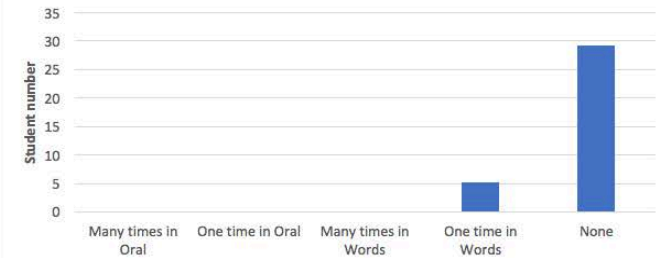 35
30
25
20
15
10
5
0
Student number
Many times in
Oral
One time in Oral
Many times in
Words
One time in
Words
None